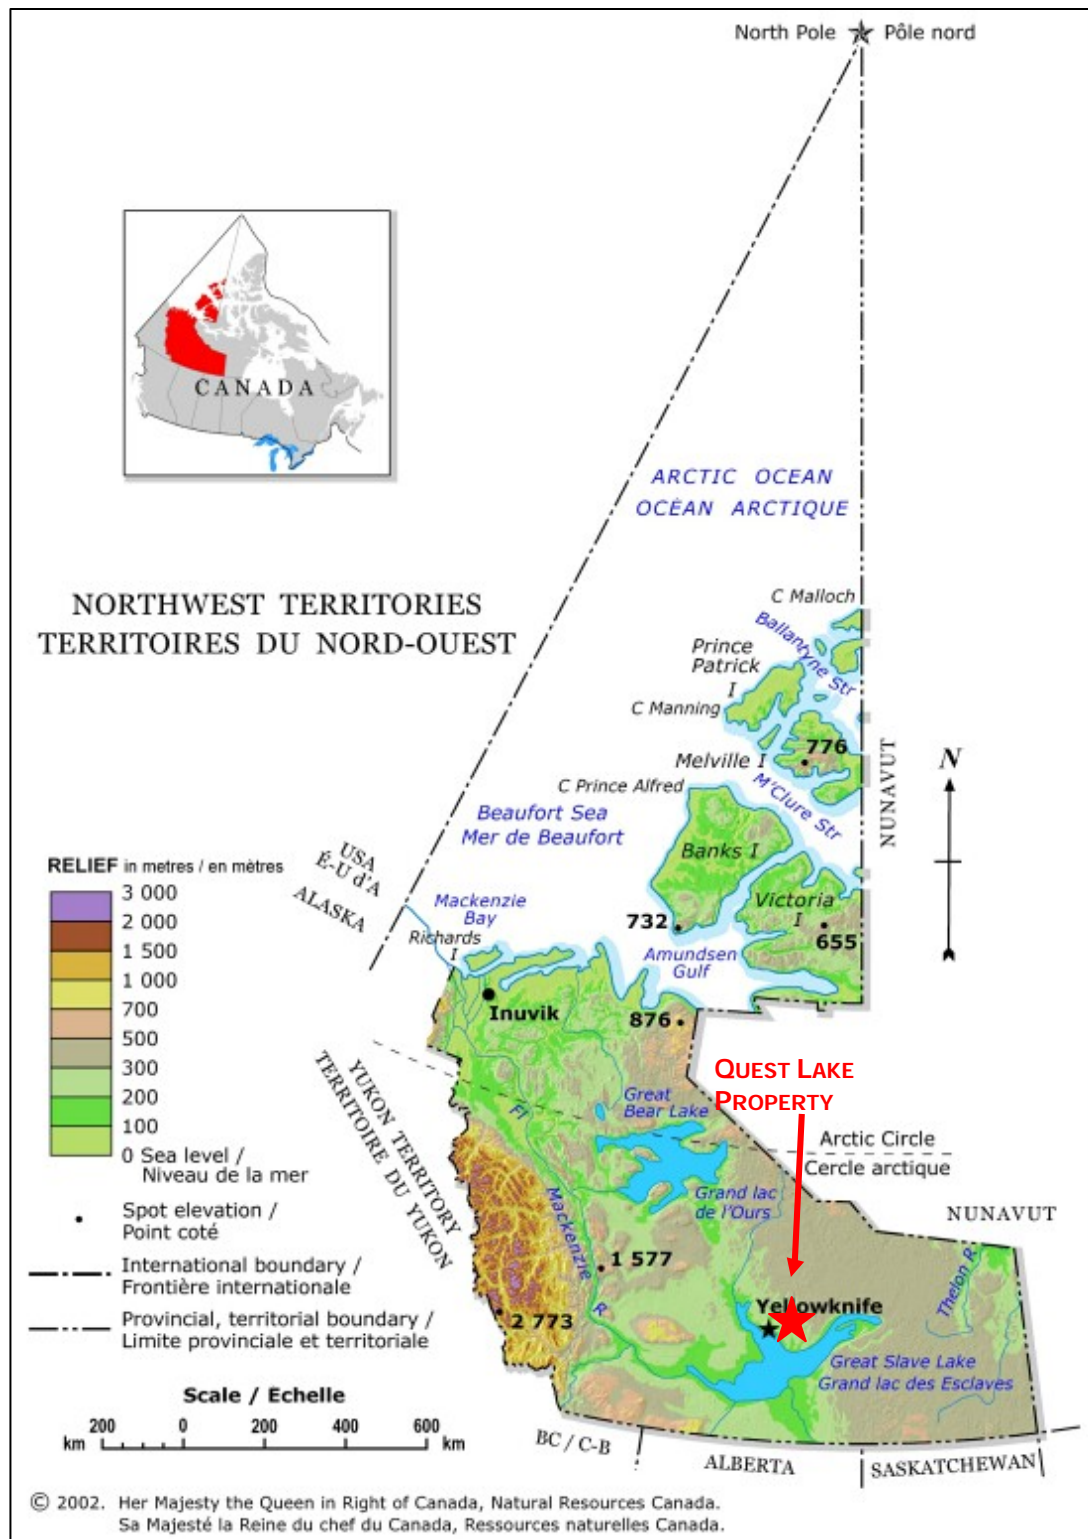 North Pole Pôle nord
CANADA
ARCTIC OCEAN
OCÉAN ARCTIQUE
NORTHWEST TERRITORIES
TERRITOIRES DU NORD-OUEST
C Malloch
Ballantyne Str
Prince
Patrick
I
C Manning
776
Melville I
M'Clure Str
NUNAVUT
N
C Prince Alfred
Beaufort Sea
Mer de Beaufort
Banks I
Victoria
I
732
655
Amundsen
Gulf
USA
É-U d'A
ALASKA
Mackenzie
Bay
Richards
I
Inuvik
876
RELIEF in metres / en mètres
3 000
2 000
1 500
1 000
700
500
300
200
100
0 Sea level /
Niveau de la mer
Spot elevation /
Point coté
International boundary /
Frontière internationale
Provincial, territorial boundary /
Limite provinciale et territoriale
YUKON TERRITORY
TERRITOIRE DU YUKON
QUEST LAKE
PROPERTY
Great
Bear Lake
Arctic Circle
Cercle arctique
Grand lac
de l'Ours
NUNAVUT
Mackenzie
R
1 577
2 773
Thelon R
Yellowknife
Great Slave Lake
Grand lac des Esclaves
Scale / Echelle
200 0 200 400 600
km km
BC / C-B
ALBERTA
SASKATCHEWAN
© 2002. Her Majesty the Queen in Right of Canada, Natural Resources Canada.
Sa Majesté la Reine du chef du Canada, Ressources naturelles Canada.